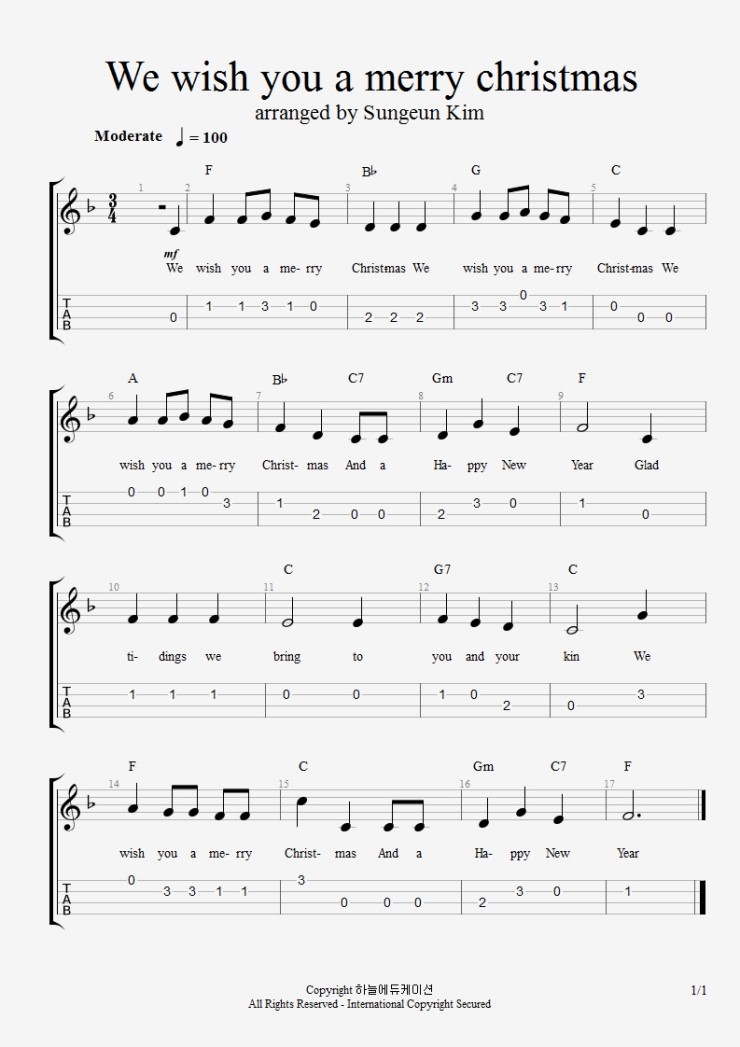 We wish you a merry christmas
arranged by Sungeun Kim
Moderate = 100
F B♭ G C
1 2 3 4 5
3
4
mf
We wish you a me- rry Christ-mas We wish you a me- rry Christ-mas We
T
A
B
0 1 1 3 1 0 2 2 2 3 3 0 3 1 0 0 0
A B♭ C7 Gm C7 F
6 7 8 9
wish you a me- rry Christ- mas And a Ha- ppy New Year Glad
T
A
B
0 0 1 0 3 1 2 0 0 2 3 0 1 0
C G7 C
10 11 12 13
ti- dings we bring to you and your kin We
T
A
B
1 1 1 0 0 1 0 2 0 3
F C Gm C7 F
14 15 16 17
wish you a me- rry Christ- mas And a Ha- ppy New Year
T
A
B
0 3 3 1 1 3 0 0 0 2 3 0 1
Copyright 하늘에듀케이션
All Rights Reserved - International Copyright Secured
1/1